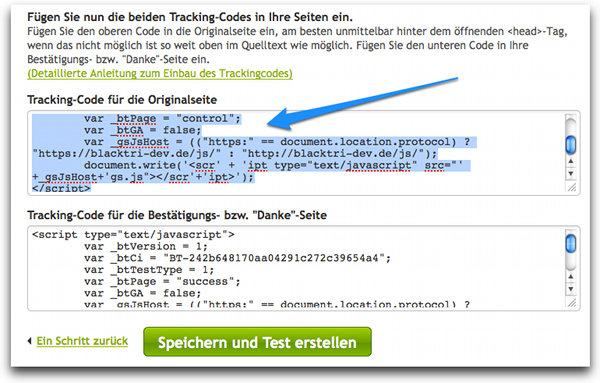 Fügen Sie nun die beiden Tracking-Codes in Ihre Seiten ein.
Fügen Sie den oberen Code in die Originalseite ein, am besten unmittelbar hinter dem öffnenden <head>-Tag,
wenn das nicht möglich ist so weit oben im Quelltext wie möglich. Fügen Sie den unteren Code in Ihre
Bestätigungs- bzw. "Danke"-Seite ein.
(Detaillierte Anleitung zum Einbau des Trackingcodes)
Tracking-Code für die Originalseite
var _btPage = "control";
var _btGA = false;
var _gsJsHost = (("https:" == document.location.protocol) ?
"https://blacktri-dev.de/js/" : "http://blacktri-dev.de/js/");
document.write('<scr' + 'ipt type="text/javascript" src="'
+_gsJsHost+'gs.js"></scr'+'ipt>');
</script>
Tracking-Code für die Bestätigungs- bzw. "Danke"-Seite
<script type="text/javascript">
var _btVersion = 1;
var _btCi = "BT-242b648170aa04291c272c39654a4";
var _btTestType = 1;
var _btPage = "success";
var _btGA = false;
var _gsJsHost = (("https:" == document.location.protocol) ?
Ein Schritt zurück
Speichern und Test erstellen